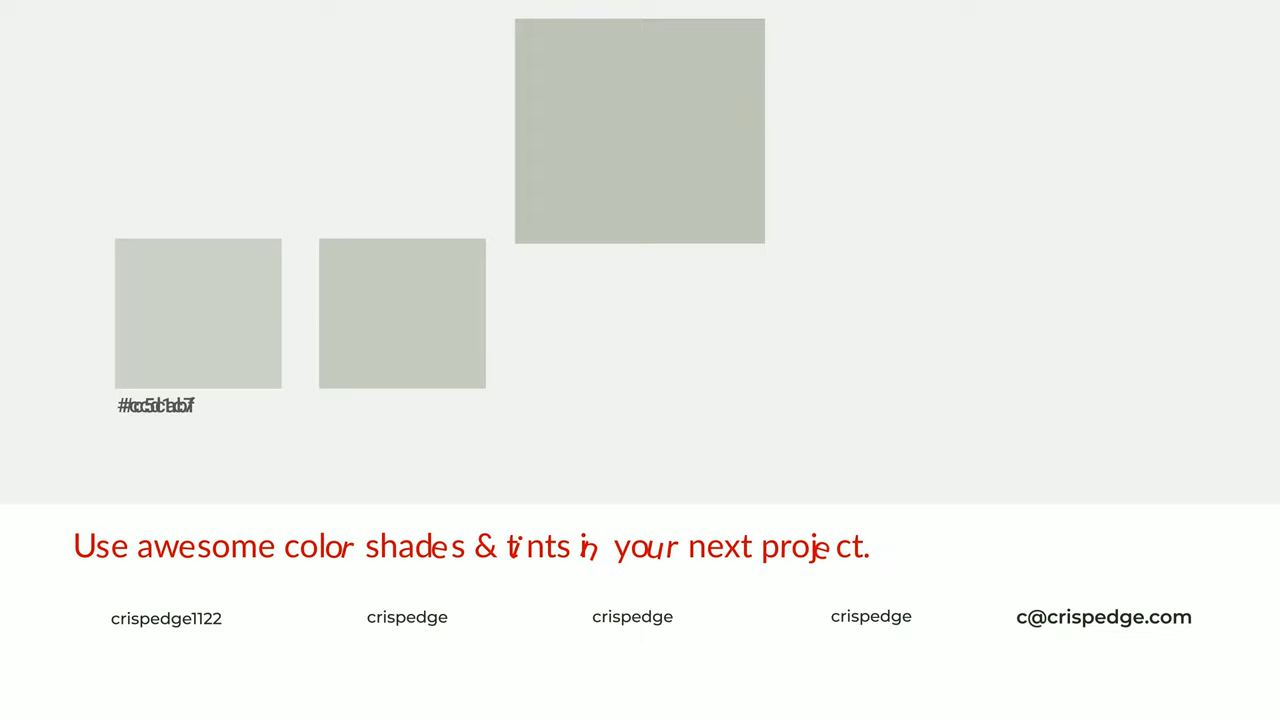 Use awesome color shades & tints in your next project.
crispedge1122 crispedge crispedge crispedge c@crispedge.com